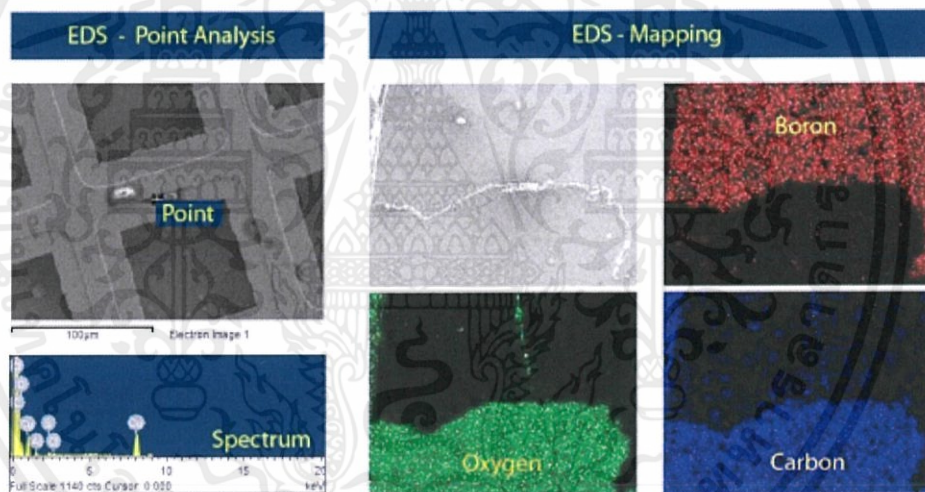 EDS - Point Analysis
EDS - Mapping
Point
Boron
100µm
Electron Image 1
Spectrum
0 5 10 15 20
Full Scale 1140 cts Cursor: 0.000
keV
Oxygen
Carbon